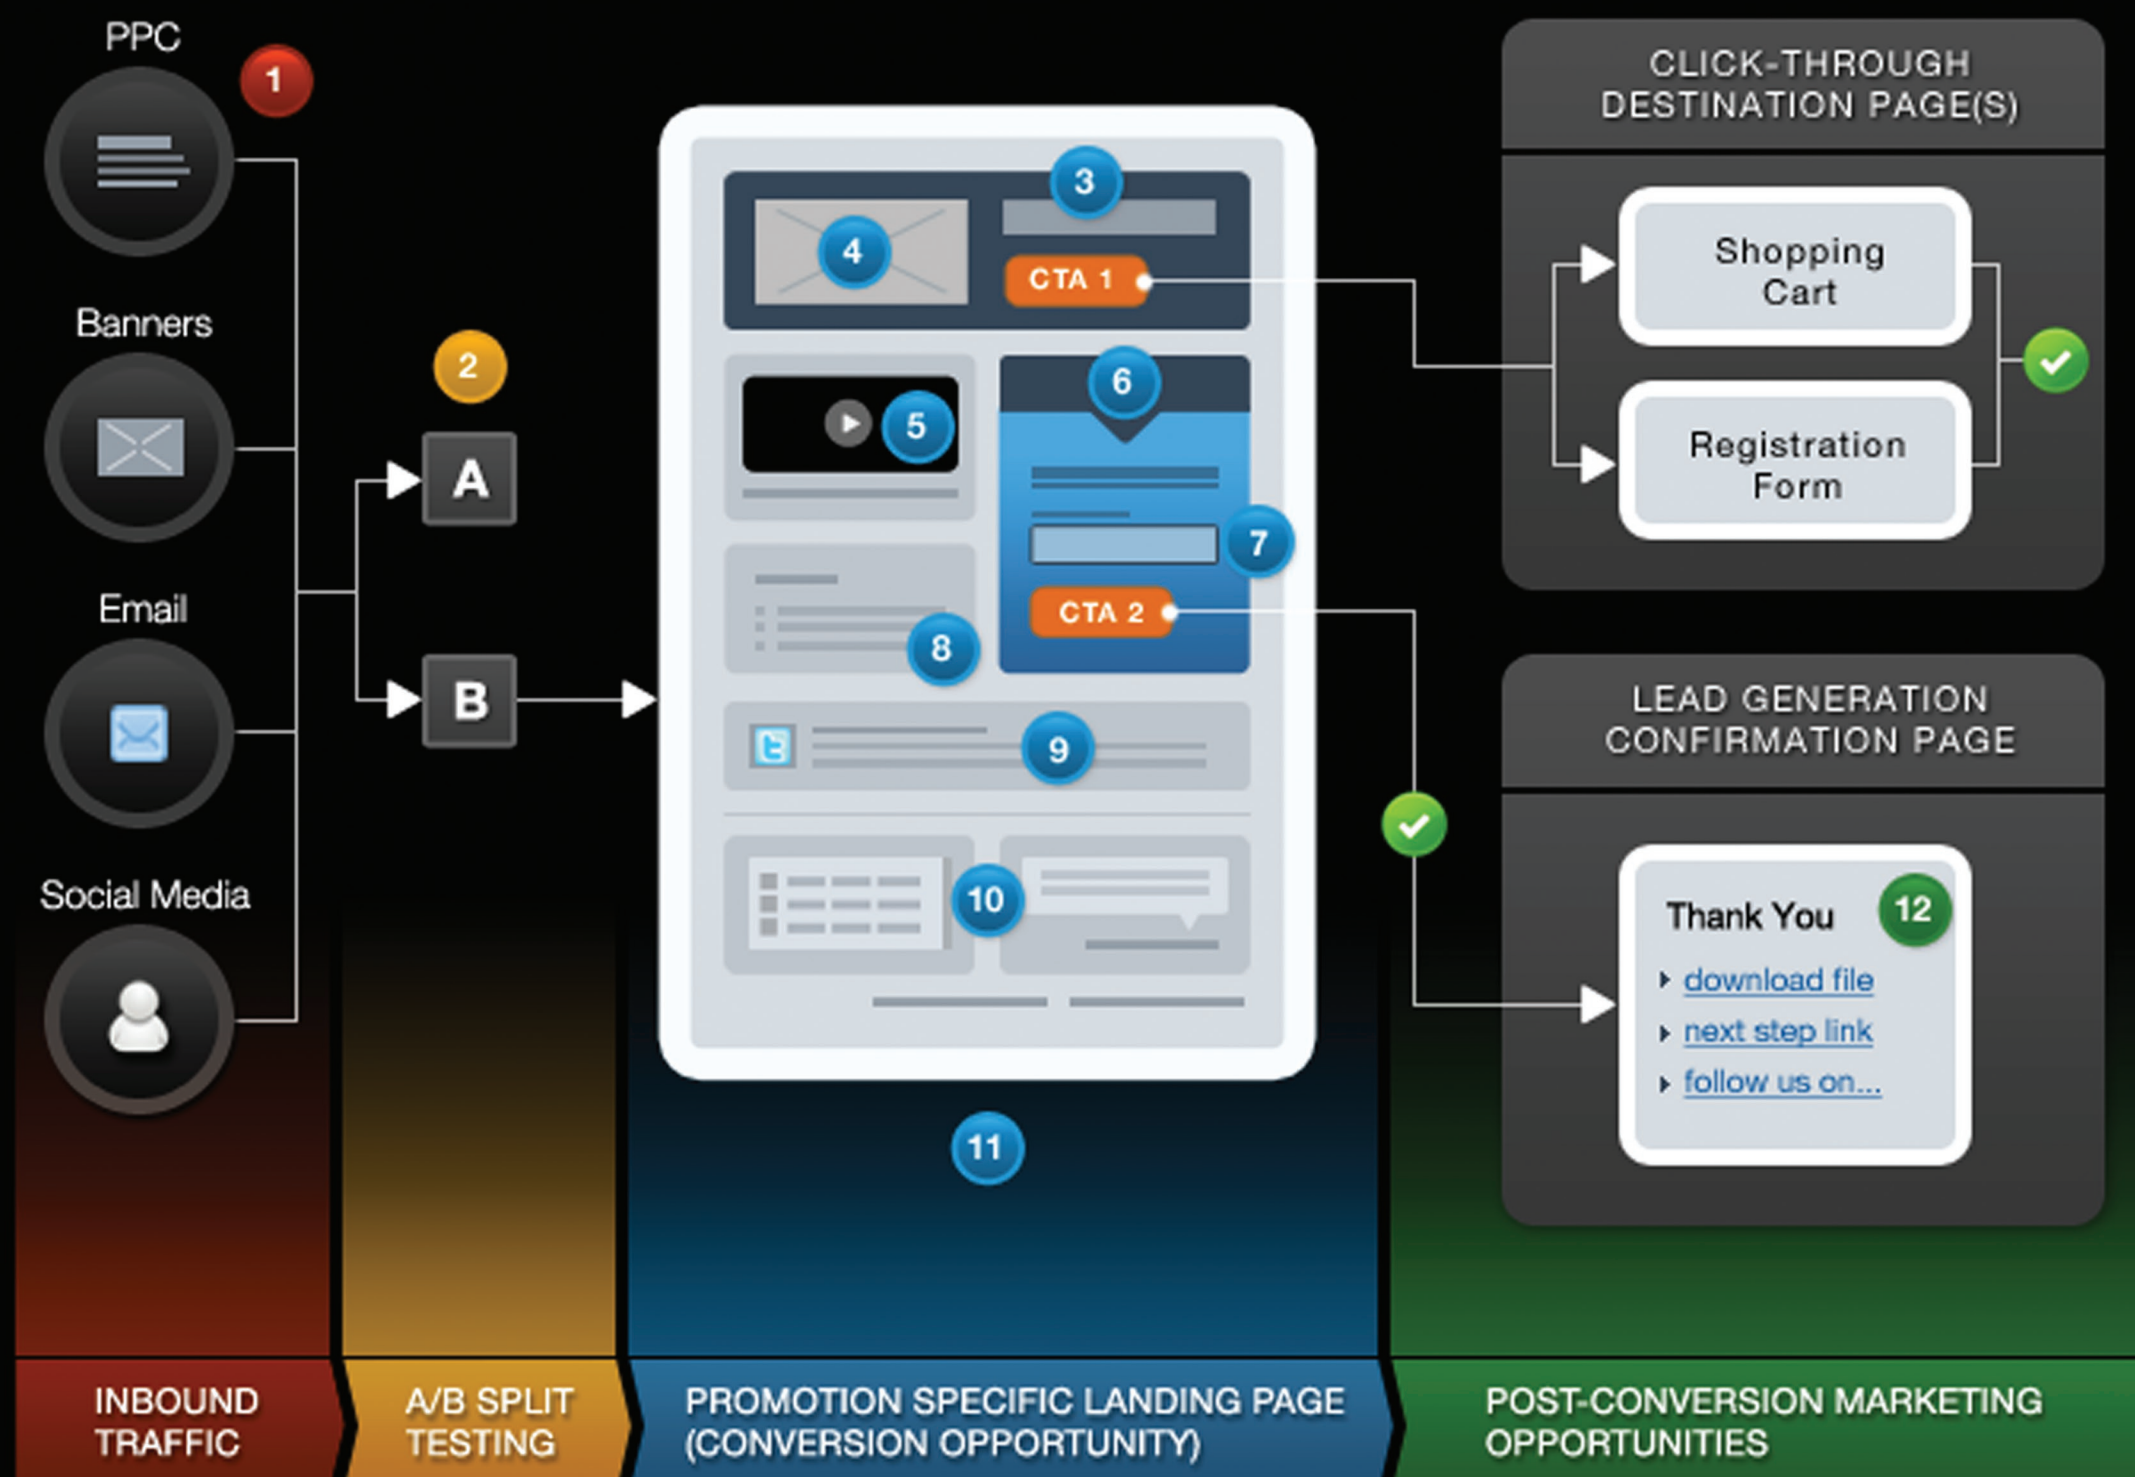 PPC
1
Banners
Email
Social Media
2
A
B
3
4
CTA 1
5
6
7
CTA 2
8
9
10
11
CLICK-THROUGH
DESTINATION PAGE(S)
Shopping
Cart
Registration
Form
LEAD GENERATION
CONFIRMATION PAGE
Thank You
12
download file
next step link
follow us on...
INBOUND
TRAFFIC
A/B SPLIT
TESTING
PROMOTION SPECIFIC LANDING PAGE
(CONVERSION OPPORTUNITY)
POST-CONVERSION MARKETING
OPPORTUNITIES